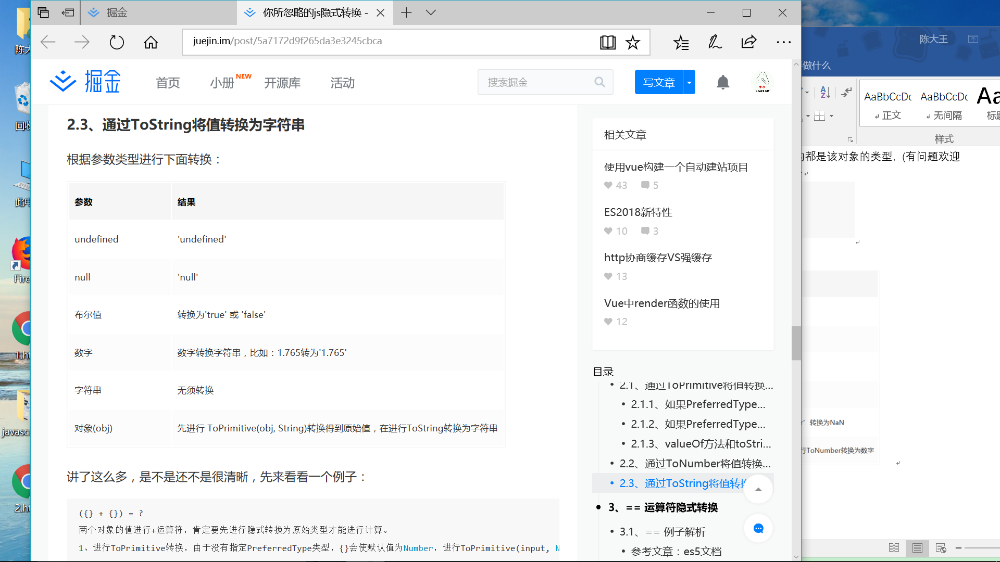 掘金
你所忽略的js隐式转换 -
juejin.im/post/5a7172d9f265da3e3245cbca
掘金
首页
小册
NEW
开源库
活动
搜索掘金
写文章
2.3、通过ToString将值转换为字符串
根据参数类型进行下面转换：
参数 结果
undefined 'undefined'
null 'null'
布尔值 转换为'true' 或 'false'
数字 数字转换字符串，比如：1.765转为'1.765'
字符串 无须转换
对象(obj) 先进行 ToPrimitive(obj, String)转换得到原始值，在进行ToString转换为字符串
讲了这么多，是不是还不是很清晰，先来看看一个例子：
({} + {}) = ?
两个对象的值进行+运算符，肯定要先进行隐式转换为原始类型才能进行计算。
1、进行ToPrimitive转换，由于没有指定PreferredType类型，{}会使默认值为Number，进行ToPrimitive(input, N
相关文章
使用vue构建一个自动建站项目
43 5
ES2018新特性
10 3
http协商缓存VS强缓存
13
Vue中render函数的使用
12
目录
2.1、通过ToPrimitive将值转换...
2.1.1、如果PreferredType...
2.1.2、如果PreferredType...
2.1.3、valueOf方法和toStri...
2.2、通过ToNumber将值转换...
2.3、通过ToString将值转换
3、== 运算符隐式转换
3.1、== 例子解析
参考文章：es5文档
陈大
回收
此电
Fire
1.ht
javasc
2.ht
陈大王
做什么
AaBbCcDc AaBbCcDc Aa
正文 无间隔 标题
样式
都是该对象的类型，(有问题欢迎
转换为NaN
行ToNumber转换为数字